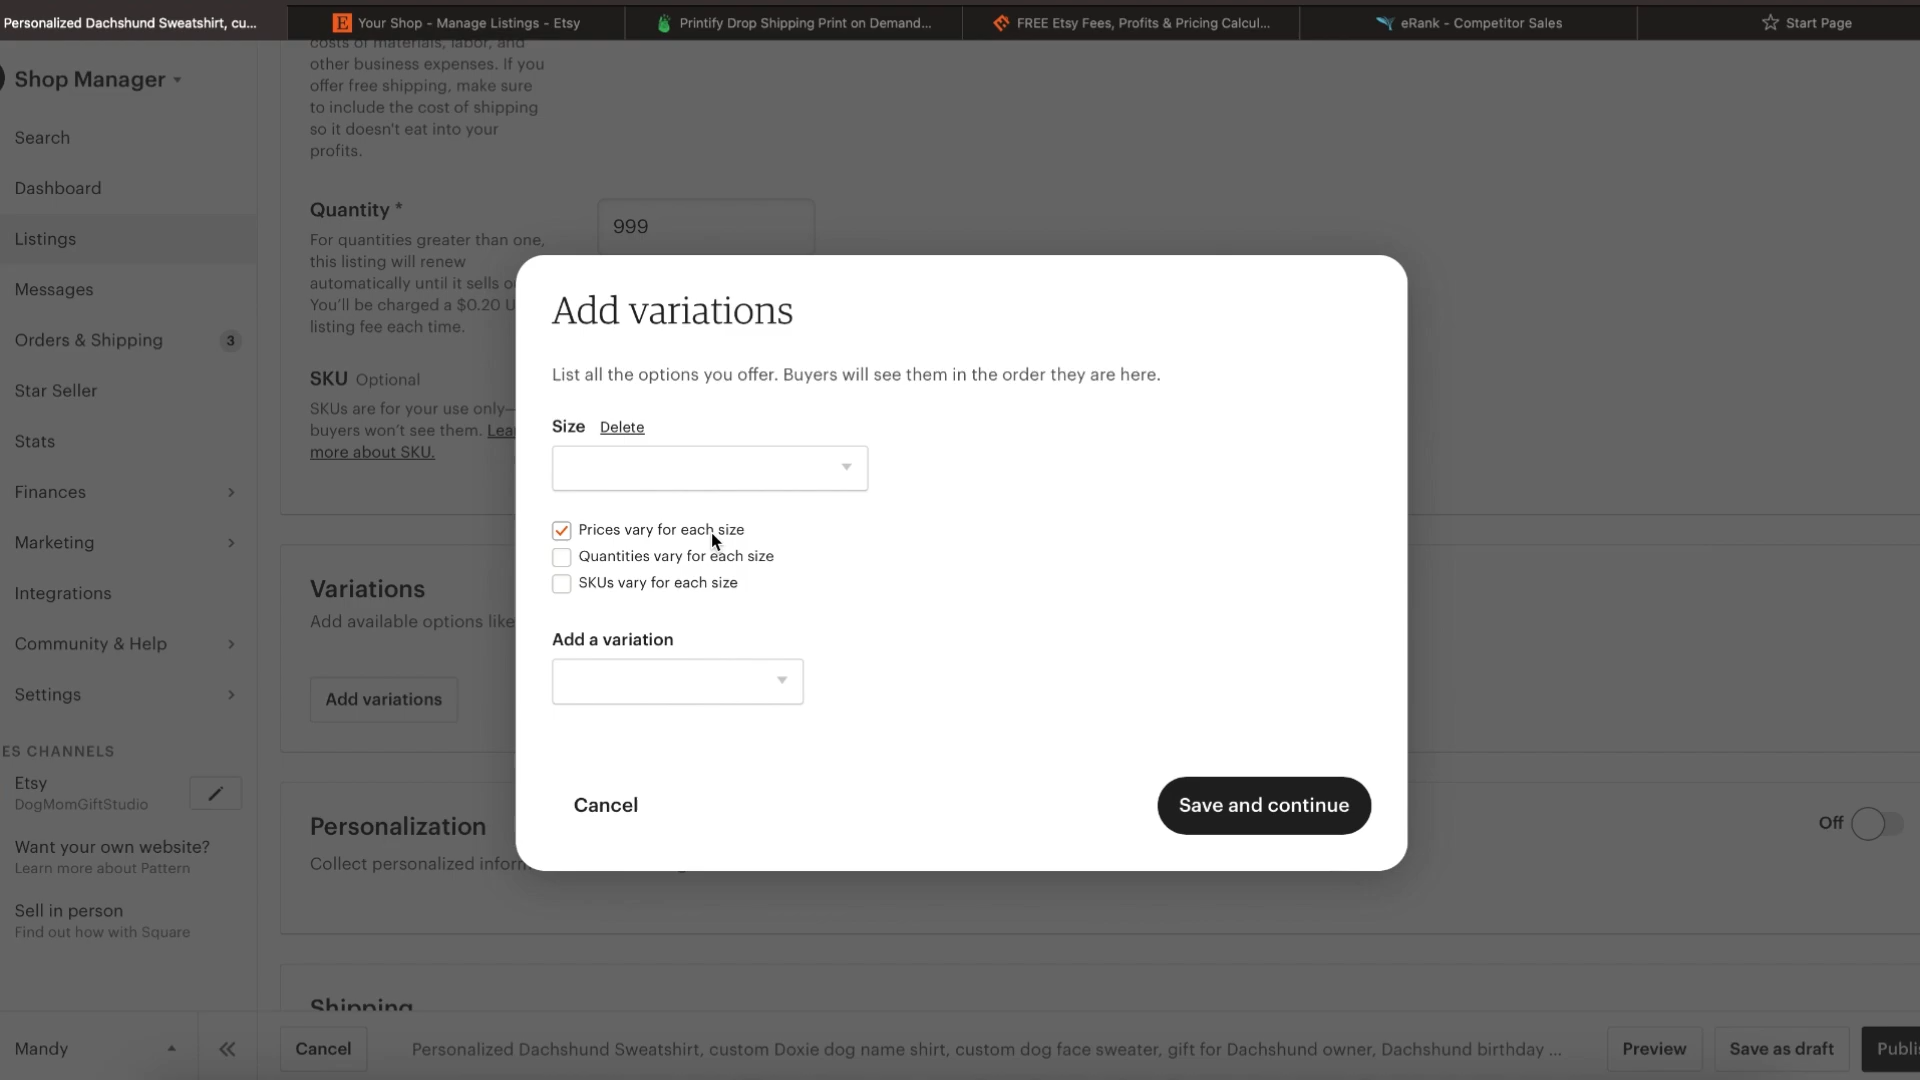 Personalized Dachshund Sweatshirt, cu...
Your Shop - Manage Listings - Etsy
Printify Drop Shipping Print on Demand...
FREE Etsy Fees, Profits & Pricing Calcul...
eRank - Competitor Sales
Start Page
Shop Manager
Search
Dashboard
Listings
Messages
Orders & Shipping 3
Star Seller
Stats
Finances
Marketing
Integrations
Community & Help
Settings
ES CHANNELS
Etsy
DogMomGiftStudio
Want your own website?
Learn more about Pattern
Sell in person
Find out how with Square
Mandy
costs of materials, labor, and
other business expenses. If you
offer free shipping, make sure
to include the cost of shipping
so it doesn't eat into your
profits.
Quantity *
999
For quantities greater than one,
this listing will renew
automatically until it sells o
You'll be charged a $0.20 U
listing fee each time.
SKU Optional
SKUs are for your use only—
buyers won't see them. Lea
more about SKU.
Variations
Add available options like
Add variations
Personalization
Collect personalized inforn
Off
Shipping
Add variations
List all the options you offer. Buyers will see them in the order they are here.
Size Delete
Prices vary for each size
Quantities vary for each size
SKUs vary for each size
Add a variation
Cancel
Save and continue
Cancel
Personalized Dachshund Sweatshirt, custom Doxie dog name shirt, custom dog face sweater, gift for Dachshund owner, Dachshund birthday ...
Preview
Save as draft
Publi